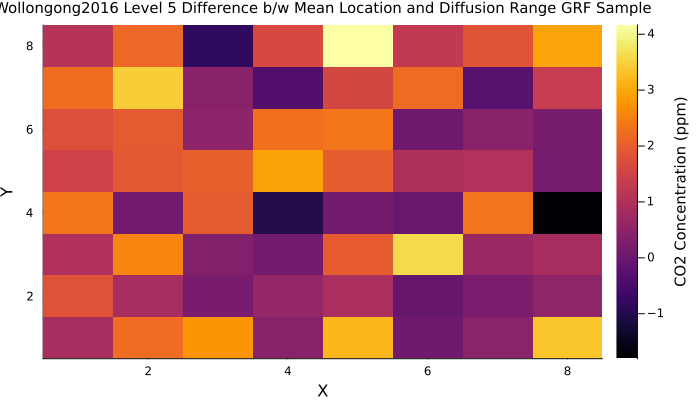 Wollongong2016 Level 5 Difference b/w Mean Location and Diffusion Range GRF Sample
8
6
4
2
Y
2 4 6 8
X
4
3
2
1
0
−1
CO2 Concentration (ppm)